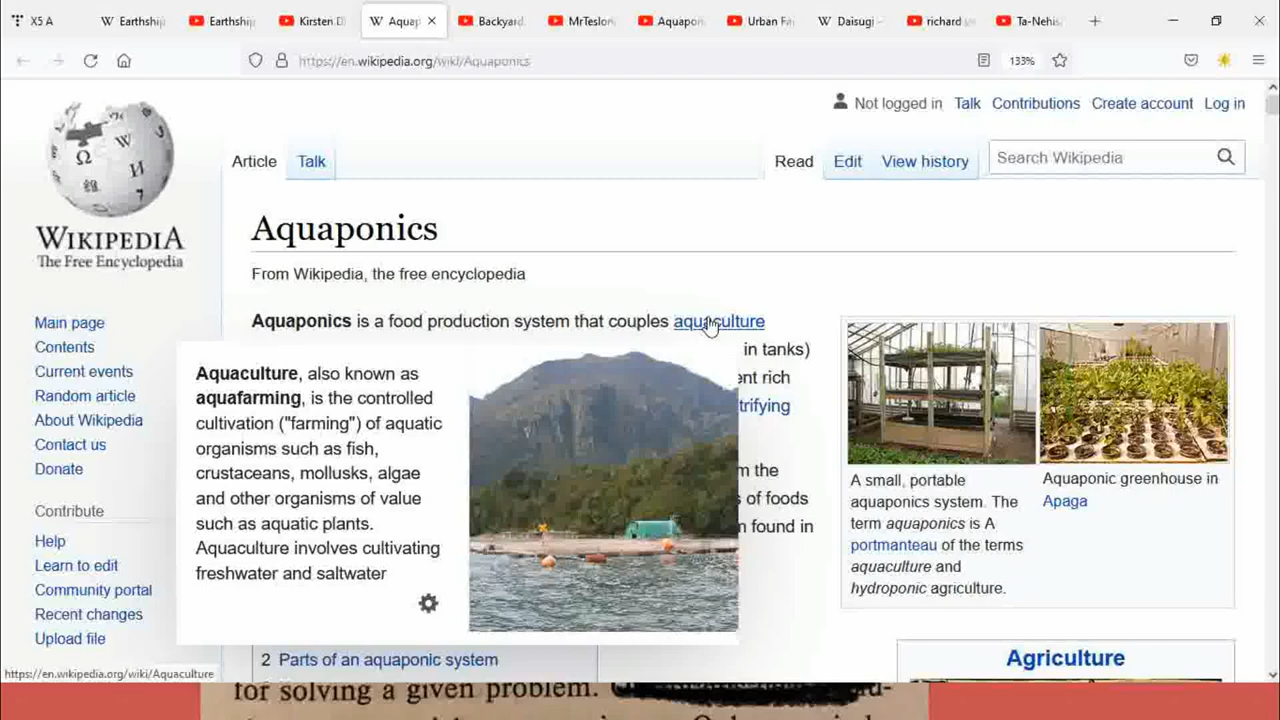 X5 A
Earthship
Earthship
Kirsten D
Aquap
Backyard
MrTeslon
Aquapon
Urban Fa
Daisugi -
richard w
Ta-Nehis
https://en.wikipedia.org/wiki/Aquaponics
133%
Not logged in Talk Contributions Create account Log in
Article Talk
Read Edit View history
Search Wikipedia
WIKIPEDIA
The Free Encyclopedia
Main page
Contents
Current events
Random article
About Wikipedia
Contact us
Donate
Contribute
Help
Learn to edit
Community portal
Recent changes
Upload file
Aquaponics
From Wikipedia, the free encyclopedia
Aquaponics is a food production system that couples aquaculture
in tanks)
ent rich
trifying
m the
s of foods
n found in
Aquaculture, also known as
aquafarming, is the controlled
cultivation ("farming") of aquatic
organisms such as fish,
crustaceans, mollusks, algae
and other organisms of value
such as aquatic plants.
Aquaculture involves cultivating
freshwater and saltwater
2 Parts of an aquaponic system
A small, portable
aquaponics system. The
term aquaponics is A
portmanteau of the terms
aquaculture and
hydroponic agriculture.
Aquaponic greenhouse in
Apaga
Agriculture
https://en.wikipedia.org/wiki/Aquaculture
for solving a given problem.